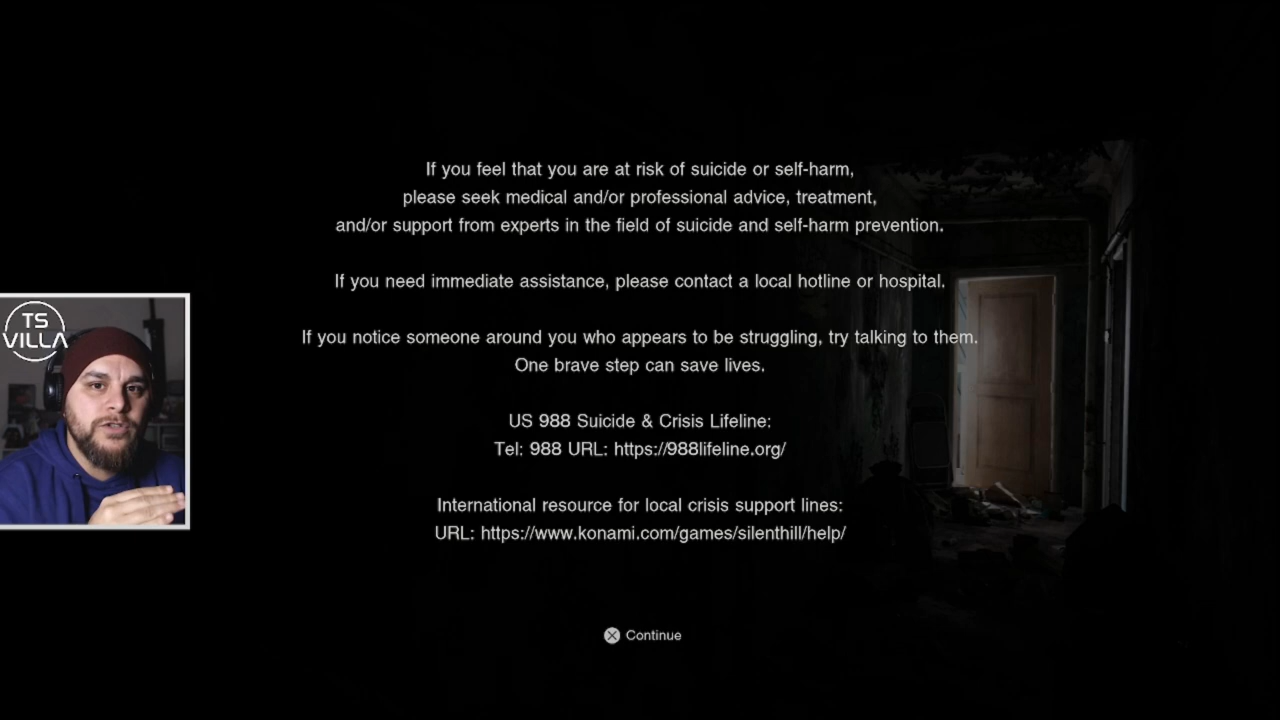 If you feel that you are at risk of suicide or self-harm,
please seek medical and/or professional advice, treatment,
and/or support from experts in the field of suicide and self-harm prevention.
If you need immediate assistance, please contact a local hotline or hospital.
If you notice someone around you who appears to be struggling, try talking to them.
One brave step can save lives.
TS
VILLA
US 988 Suicide & Crisis Lifeline:
Tel: 988 URL: https://988lifeline.org/
International resource for local crisis support lines:
URL: https://www.konami.com/games/silenthill/help/
Continue